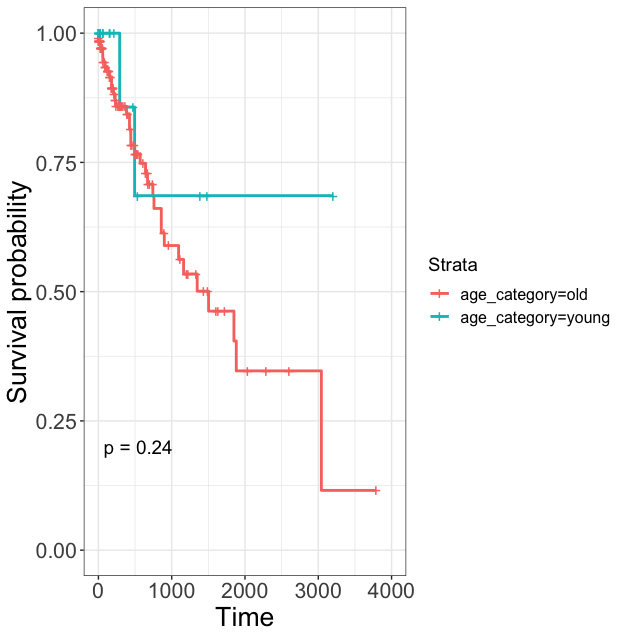 1.00
0.75
0.50
0.25
0.00
Survival probability
p = 0.24
0 1000 2000 3000 4000
Time
Strata
age_category=old
age_category=young